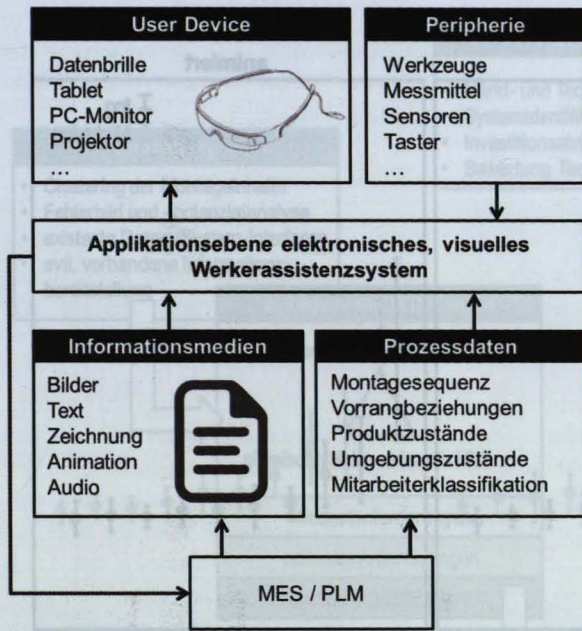 User Device
Datenbrille
Tablet
PC-Monitor
Projektor
...
Peripherie
Werkzeuge
Messmittel
Sensoren
Taster
...
Applikationsebene elektronisches, visuelles
Werkerassistenzsystem
Informationsmedien
Bilder
Text
Zeichnung
Animation
Audio
Prozessdaten
Montagesequenz
Vorrangbeziehungen
Produktzustände
Umgebungszustände
Mitarbeiterklassifikation
MES / PLM